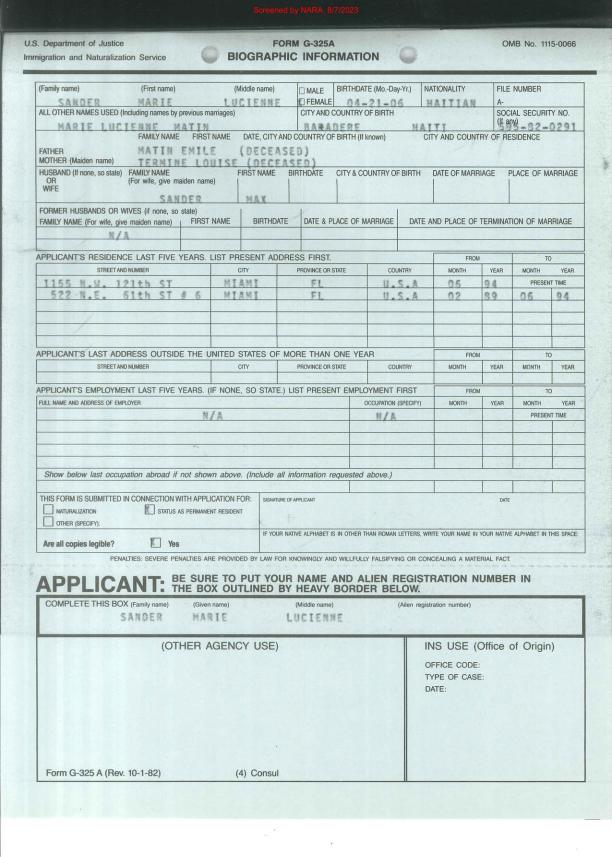 Screened by NARA, 8/7/2023
U.S. Department of Justice
Immigration and Naturalization Service
FORM G-325A
BIOGRAPHIC INFORMATION
OMB No. 1115-0066
(Family name) (First name) (Middle name) MALE BIRTHDATE (Mo.-Day-Yr.) NATIONALITY FILE NUMBER
SANDER MARIE LUCIENNE FEMALE 04-21-06 HAITIAN A-
ALL OTHER NAMES USED (Including names by previous marriages) CITY AND COUNTRY OF BIRTH SOCIAL SECURITY NO. (If any)
MARIE LUCIENNE MATIN BARADERE HAITI 595-82-0291
FAMILY NAME FIRST NAME DATE, CITY AND COUNTRY OF BIRTH (If known) CITY AND COUNTRY OF RESIDENCE
FATHER MATIN EMILE (DECEASED)
MOTHER (Maiden name) TERMINE LOUISE (DECEASED)
HUSBAND (If none, so state) OR WIFE FAMILY NAME (For wife, give maiden name) FIRST NAME BIRTHDATE CITY & COUNTRY OF BIRTH DATE OF MARRIAGE PLACE OF MARRIAGE
SANDER MAX
FORMER HUSBANDS OR WIVES (if none, so state)
FAMILY NAME (For wife, give maiden name) FIRST NAME BIRTHDATE DATE & PLACE OF MARRIAGE DATE AND PLACE OF TERMINATION OF MARRIAGE
N/A
APPLICANT'S RESIDENCE LAST FIVE YEARS. LIST PRESENT ADDRESS FIRST. FROM TO
STREET AND NUMBER CITY PROVINCE OR STATE COUNTRY MONTH YEAR MONTH YEAR
1155 N.W. 121th ST MIAMI FL U.S.A 06 94 PRESENT TIME
522 N.E. 61th ST # 6 MIAMI FL U.S.A 02 89 06 94
APPLICANT'S LAST ADDRESS OUTSIDE THE UNITED STATES OF MORE THAN ONE YEAR FROM TO
STREET AND NUMBER CITY PROVINCE OR STATE COUNTRY MONTH YEAR MONTH YEAR
APPLICANT'S EMPLOYMENT LAST FIVE YEARS. (IF NONE, SO STATE.) LIST PRESENT EMPLOYMENT FIRST FROM TO
FULL NAME AND ADDRESS OF EMPLOYER OCCUPATION (SPECIFY) MONTH YEAR MONTH YEAR
N/A N/A PRESENT TIME
Show below last occupation abroad if not shown above. (Include all information requested above.)
THIS FORM IS SUBMITTED IN CONNECTION WITH APPLICATION FOR: SIGNATURE OF APPLICANT DATE
NATURALIZATION STATUS AS PERMANENT RESIDENT
OTHER (SPECIFY):
IF YOUR NATIVE ALPHABET IS IN OTHER THAN ROMAN LETTERS, WRITE YOUR NAME IN YOUR NATIVE ALPHABET IN THIS SPACE:
Are all copies legible? Yes
PENALTIES: SEVERE PENALTIES ARE PROVIDED BY LAW FOR KNOWINGLY AND WILLFULLY FALSIFYING OR CONCEALING A MATERIAL FACT.
APPLICANT: BE SURE TO PUT YOUR NAME AND ALIEN REGISTRATION NUMBER IN
THE BOX OUTLINED BY HEAVY BORDER BELOW.
COMPLETE THIS BOX (Family name) (Given name) (Middle name) (Alien registration number)
SANDER MARIE LUCIENNE
(OTHER AGENCY USE) INS USE (Office of Origin)
OFFICE CODE:
TYPE OF CASE:
DATE:
Form G-325 A (Rev. 10-1-82) (4) Consul